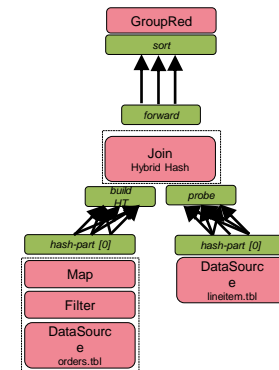 GroupRed
sort
forward
Join
Hybrid Hash
build
HT
probe
hash-part [0]
hash-part [0]
Map
DataSourc
e
lineitem.tbl
Filter
DataSourc
e
orders.tbl